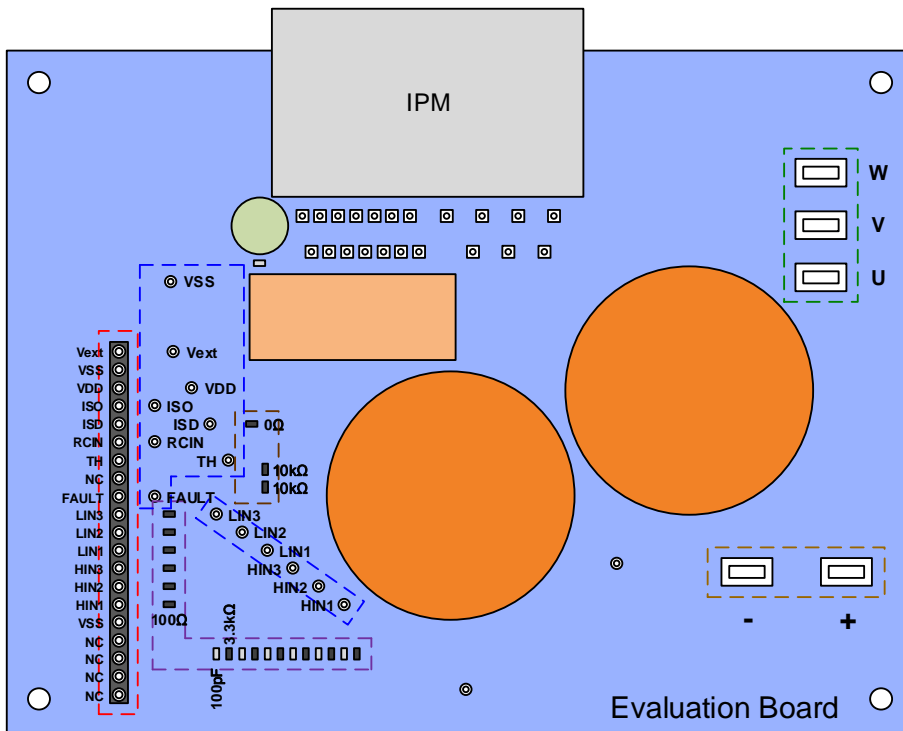 IPM
W
V
U
VSS
Vext
VDD
ISO
ISD
0Ω
RCIN
TH
10kΩ
10kΩ
FAULT
LIN3
LIN2
LIN1
HIN3
HIN2
HIN1
100Ω
3.3kΩ
100pF
Vext
VSS
VDD
ISO
ISD
RCIN
TH
NC
FAULT
LIN3
LIN2
LIN1
HIN3
HIN2
HIN1
VSS
NC
NC
NC
NC
- +
Evaluation Board